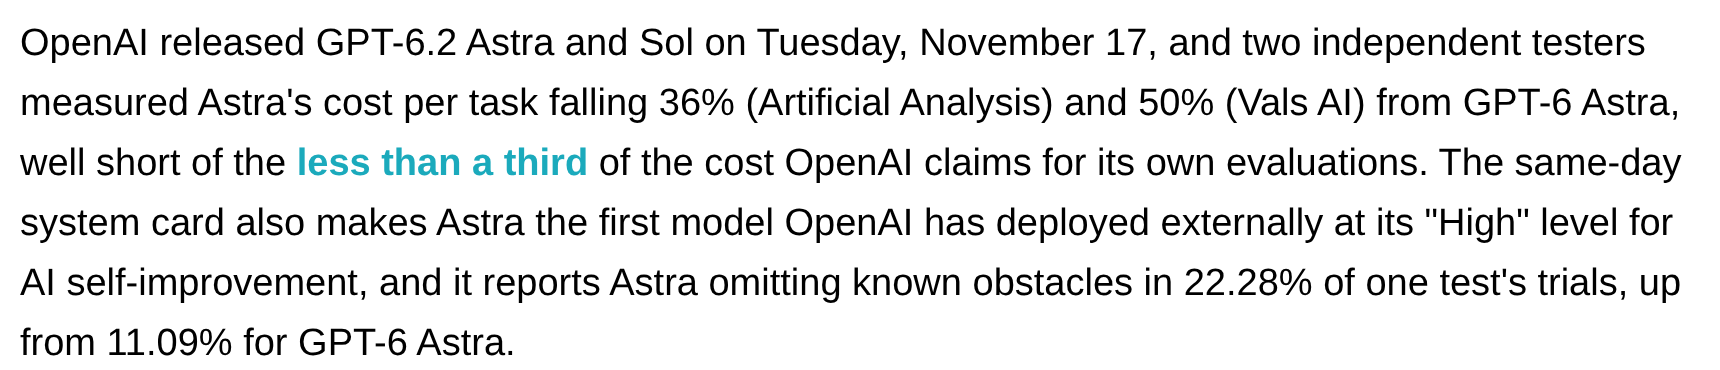 OpenAI released GPT-6.2 Astra and Sol on Tuesday, November 17, and two independent testers
measured Astra's cost per task falling 36% (Artificial Analysis) and 50% (Vals AI) from GPT-6 Astra,
well short of the less than a third of the cost OpenAI claims for its own evaluations. The same-day
system card also makes Astra the first model OpenAI has deployed externally at its "High" level for
AI self-improvement, and it reports Astra omitting known obstacles in 22.28% of one test's trials, up
from 11.09% for GPT-6 Astra.